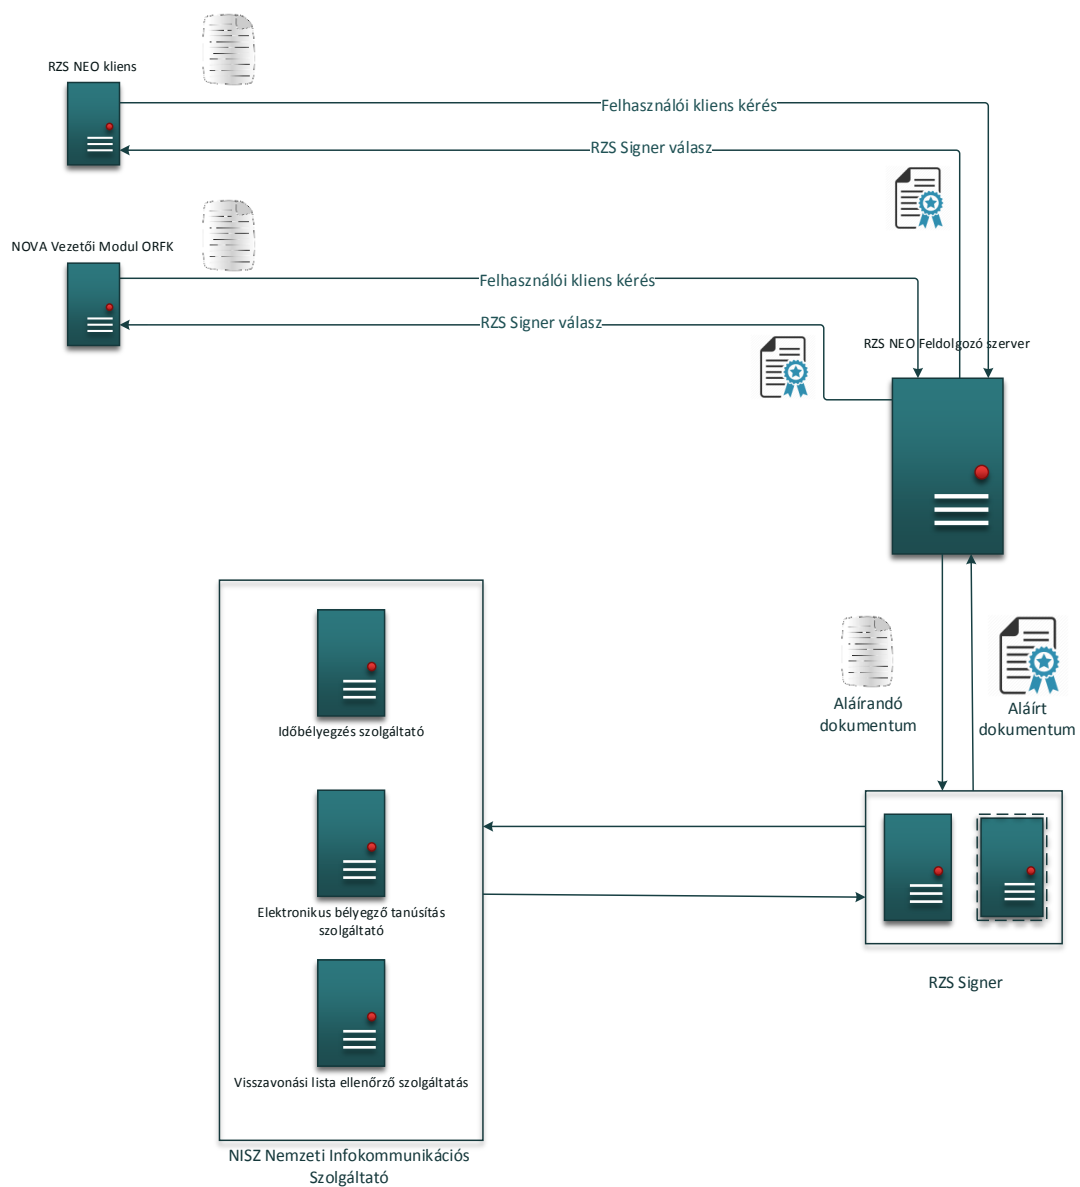 RZS NEO kliens
Felhasználói kliens kérés
RZS Signer válasz
NOVA Vezetői Modul ORFK
Felhasználói kliens kérés
RZS Signer válasz
RZS NEO Feldolgozó szerver
Aláírandó
dokumentum
Aláírt
dokumentum
Időbélyegzés szolgáltató
Elektronikus bélyegző tanúsítás
szolgáltató
RZS Signer
Visszavonási lista ellenőrző szolgáltatás
NISZ Nemzeti Infokommunikációs
Szolgáltató